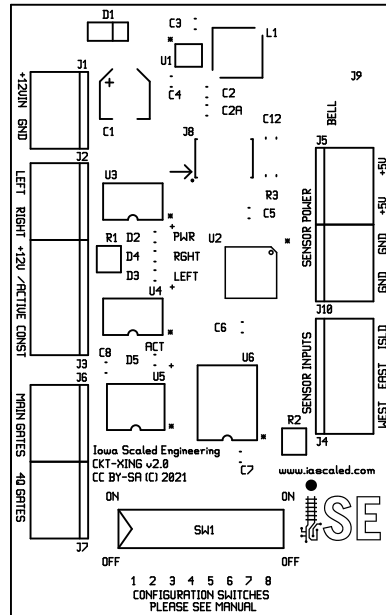 D1
C3
L1
U1
J1
C4
C2
C2A
J9
BELL
+12VIN GND
C1
J8
C12
J2
J5
U3
R3
C5
+5V +5V GND GND
SENSOR POWER
LEFT RIGHT +12V /ACTIVE CONST
R1
D2 PWR
D4 RGHT
D3 LEFT
U2
U4
J10
C6
ACT
J3
C8
D5
U6
J6
U5
SENSOR INPUTS
WEST EAST ISLD
R2
J4
MAIN GATES
4Q GATES
Iowa Scaled Engineering
CKT-XING v2.0
CC BY-SA (C) 2021
C7
www.iascaled.com
ISE
ON ON
SW1
J7
OFF OFF
1 2 3 4 5 6 7 8
CONFIGURATION SWITCHES
PLEASE SEE MANUAL